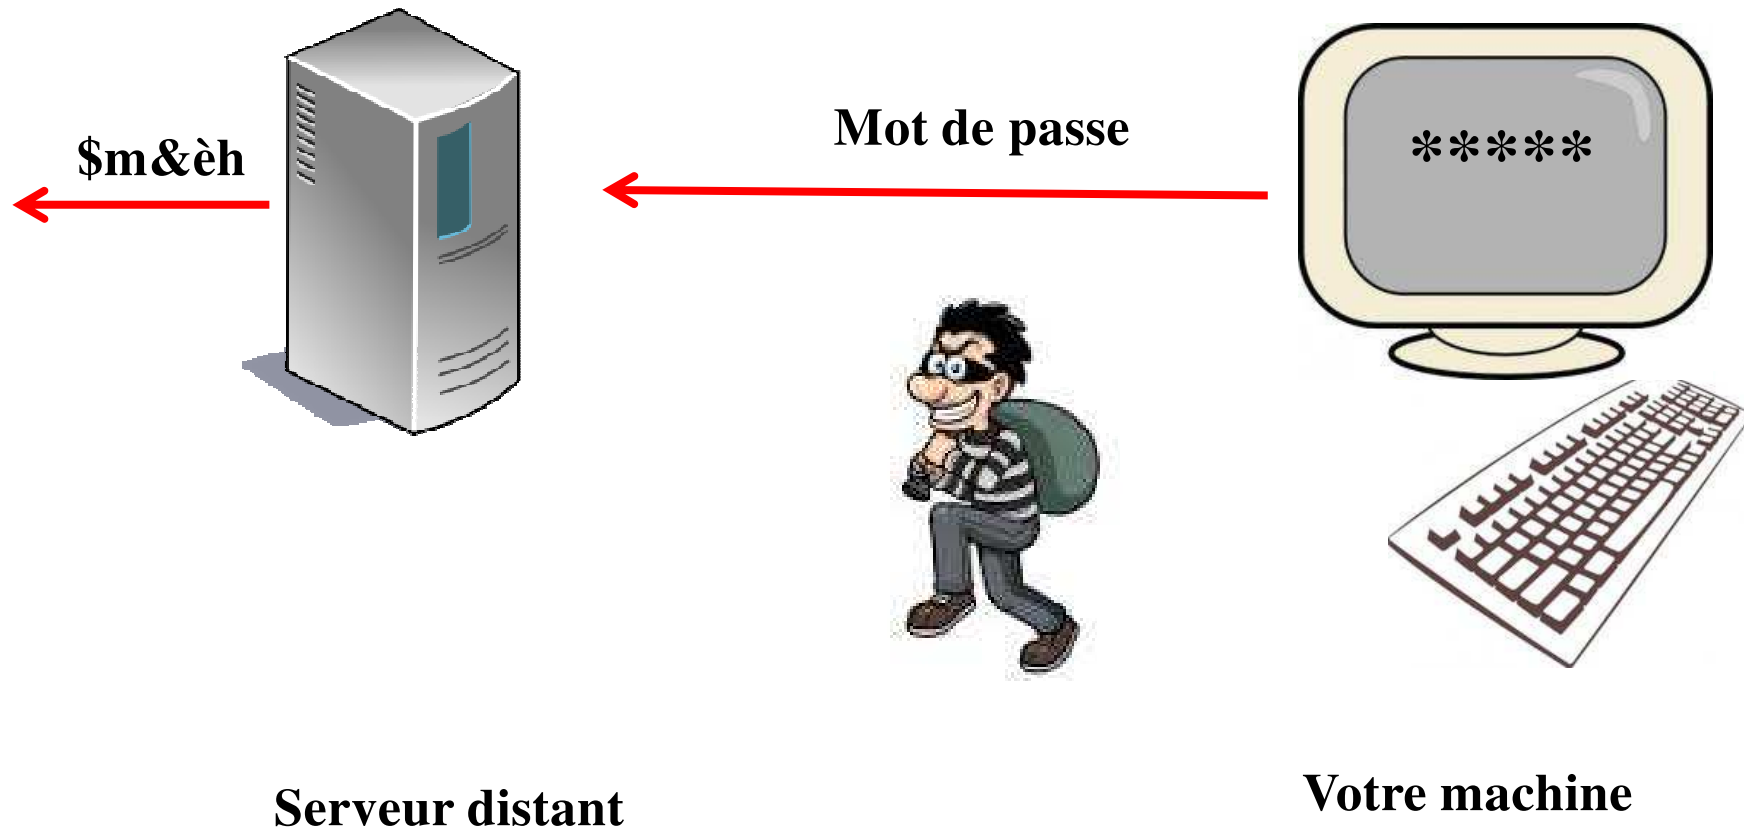 Mot de passe
$m&èh
*****
Votre machine
Serveur distant